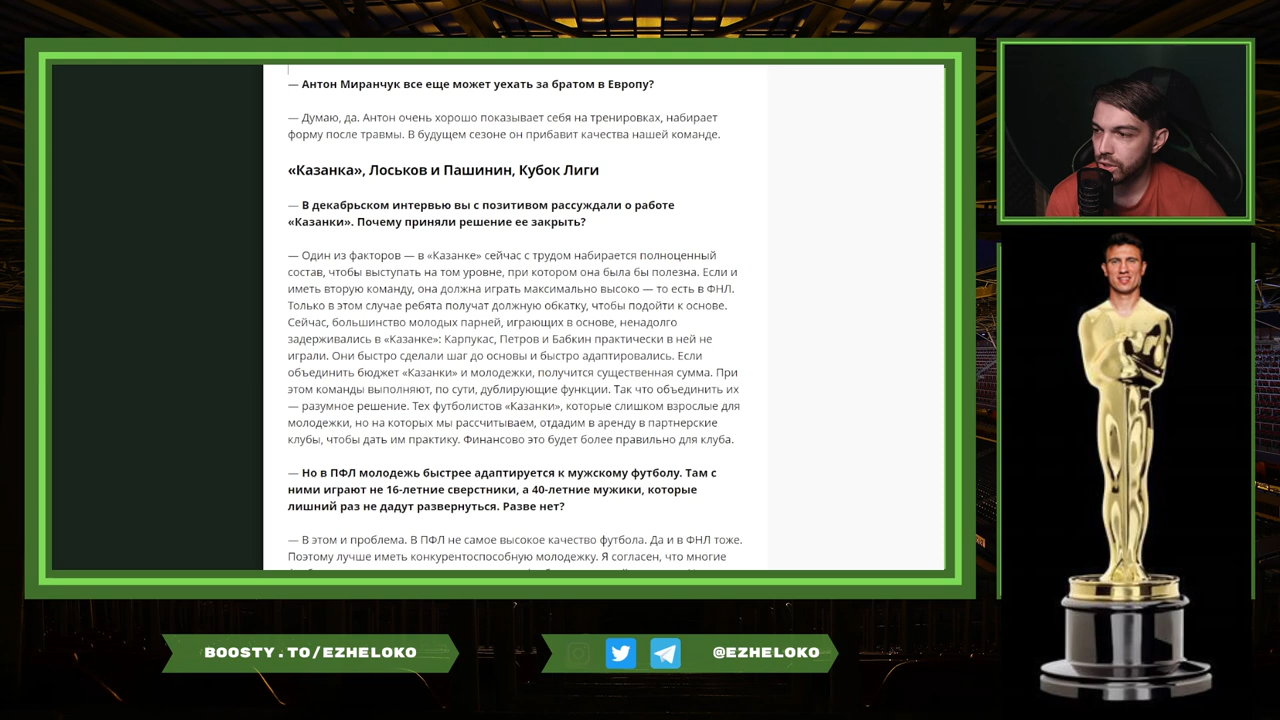 — Антон Миранчук все еще может уехать за братом в Европу?
— Думаю, да. Антон очень хорошо показывает себя на тренировках, набирает
форму после травмы. В будущем сезоне он прибавит качества нашей команде.
«Казанка», Лоськов и Пашинин, Кубок Лиги
— В декабрьском интервью вы с позитивом рассуждали о работе
«Казанки». Почему приняли решение ее закрыть?
— Один из факторов — в «Казанке» сейчас с трудом набирается полноценный
состав, чтобы выступать на том уровне, при котором она была бы полезна. Если и
иметь вторую команду, она должна играть максимально высоко — то есть в ФНЛ.
Только в этом случае ребята получат должную обкатку, чтобы подойти к основе.
Сейчас, большинство молодых парней, играющих в основе, ненадолго
задерживались в «Казанке»: Карпукас, Петров и Бабкин практически в ней не
играли. Они быстро сделали шаг до основы и быстро адаптировались. Если
объединить бюджет «Казанки» и молодежки, получится существенная сумма. При
этом команды выполняют, по сути, дублирующие функции. Так что объединить их
— разумное решение. Тех футболистов «Казанки», которые слишком взрослые для
молодежки, но на которых мы рассчитываем, отдадим в аренду в партнерские
клубы, чтобы дать им практику. Финансово это будет более правильно для клуба.
— Но в ПФЛ молодежь быстрее адаптируется к мужскому футболу. Там с
ними играют не 16-летние сверстники, а 40-летние мужики, которые
лишний раз не дадут развернуться. Разве нет?
— В этом и проблема. В ПФЛ не самое высокое качество футбола. Да и в ФНЛ тоже.
Поэтому лучше иметь конкурентоспособную молодежку. Я согласен, что многие
BOOSTY.TO/EZHELOKO
@EZHELOKO